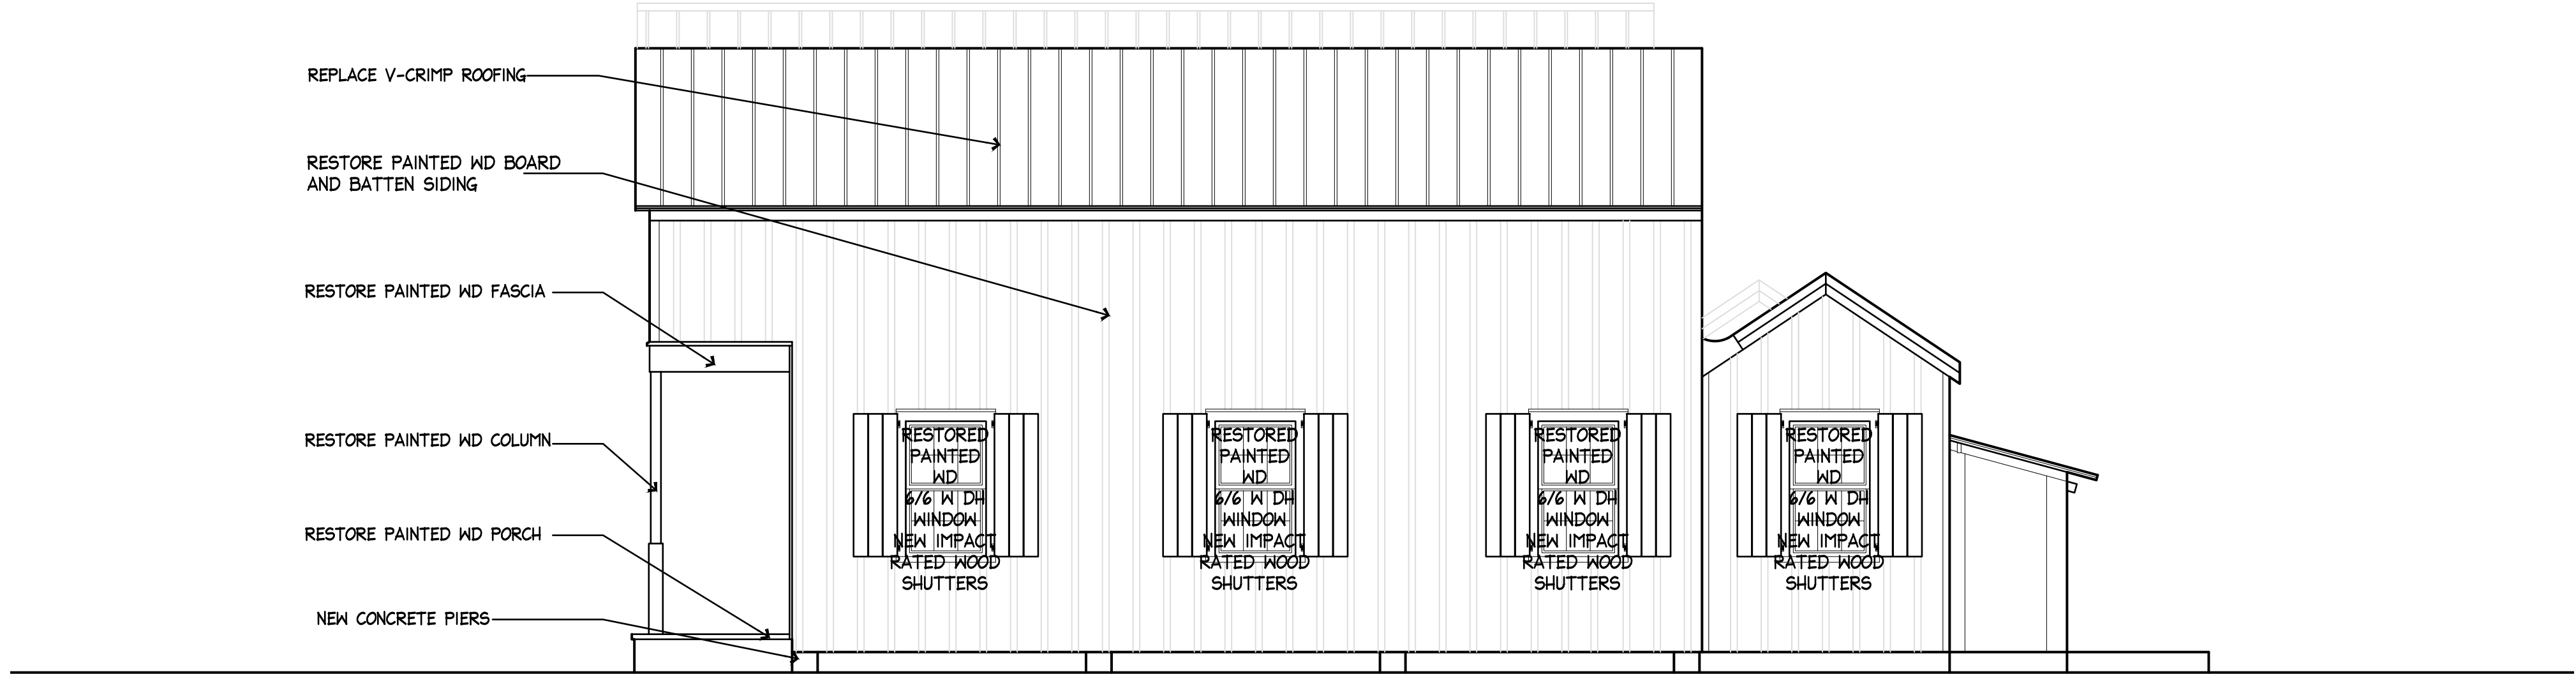 REPLACE V-CRIMP ROOFING
RESTORE PAINTED WD BOARD
AND BATTEN SIDING
RESTORE PAINTED WD FASCIA
RESTORE PAINTED WD COLUMN
RESTORE PAINTED WD PORCH
NEW CONCRETE PIERS
RESTORED
PAINTED
WD
6/6 W DH
WINDOW
NEW IMPACT
RATED WOOD
SHUTTERS
RESTORED
PAINTED
WD
6/6 W DH
WINDOW
NEW IMPACT
RATED WOOD
SHUTTERS
RESTORED
PAINTED
WD
6/6 W DH
WINDOW
NEW IMPACT
RATED WOOD
SHUTTERS
RESTORED
PAINTED
WD
6/6 W DH
WINDOW
NEW IMPACT
RATED WOOD
SHUTTERS